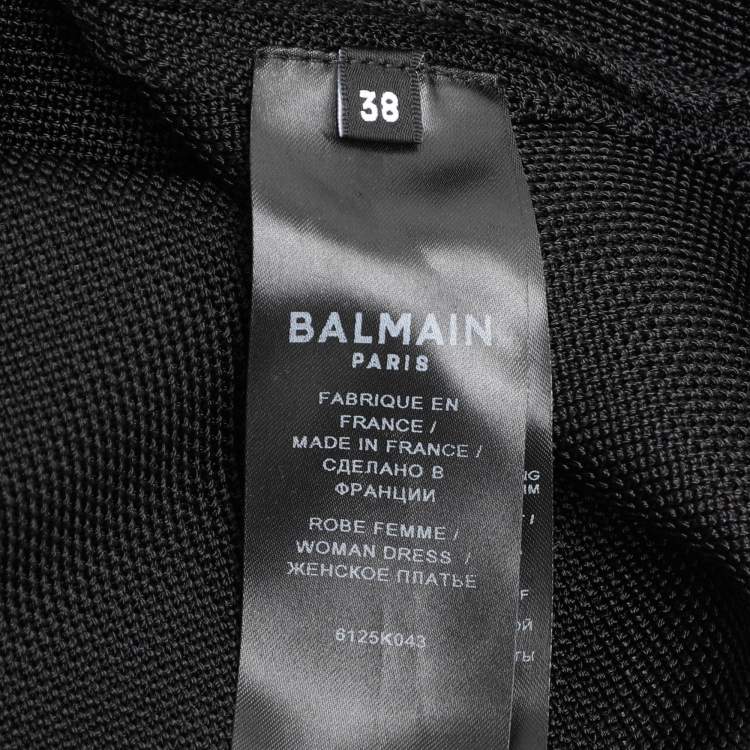 38
BALMAIN
PARIS
FABRIQUE EN
FRANCE /
MADE IN FRANCE /
СДЕЛАНО В
ФРАНЦИИ
ROBE FEMME /
WOMAN DRESS /
ЖЕНСКОЕ ПЛАТЬЕ
6125K043